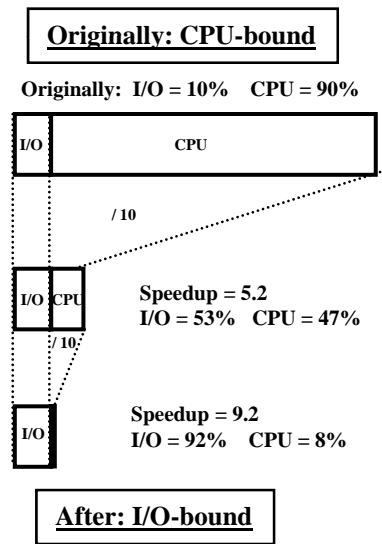 Originally: CPU-bound
Originally: I/O = 10% CPU = 90%
I/O CPU
/ 10
I/O CPU
Speedup = 5.2
I/O = 53% CPU = 47%
/ 10
I/O
Speedup = 9.2
I/O = 92% CPU = 8%
After: I/O-bound